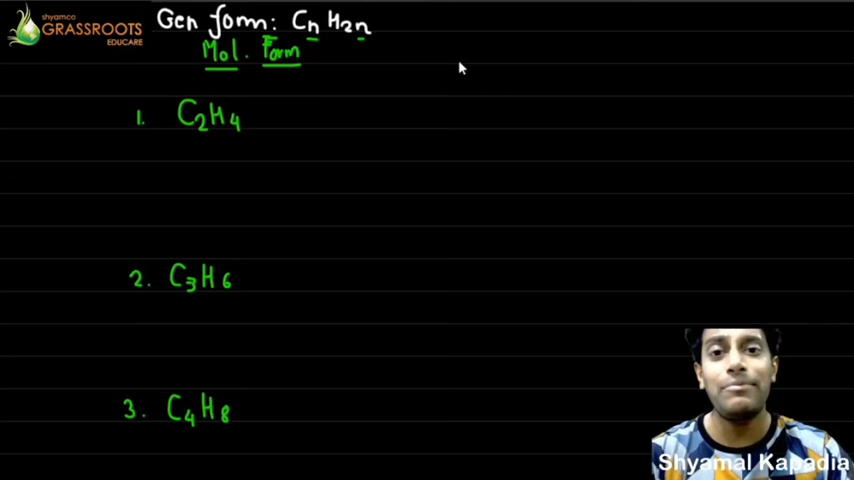 shyamco
GRASSROOTS
EDUCARE
Gen form: CnH2n
Mol. Form
1. C2H4
2. C3H6
3. C4H8
Shyamal Kapadia